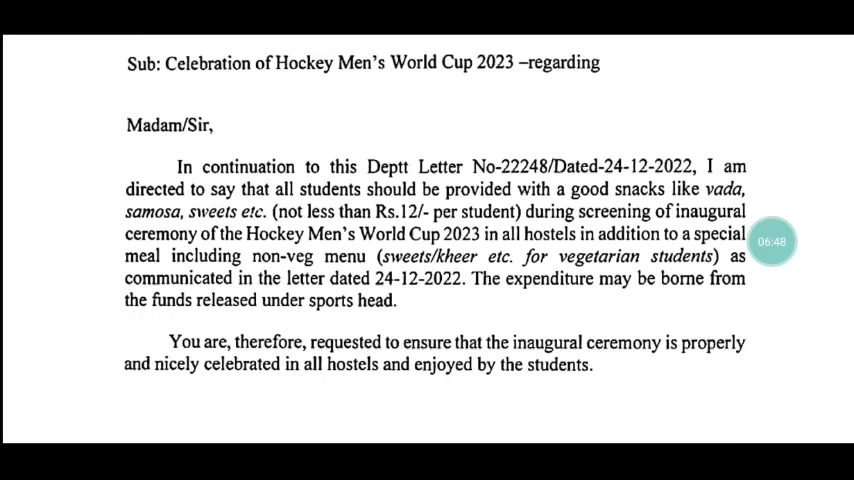 Sub: Celebration of Hockey Men's World Cup 2023 –regarding
Madam/Sir,
In continuation to this Deptt Letter No-22248/Dated-24-12-2022, I am
directed to say that all students should be provided with a good snacks like vada,
samosa, sweets etc. (not less than Rs.12/- per student) during screening of inaugural
ceremony of the Hockey Men's World Cup 2023 in all hostels in addition to a special
meal including non-veg menu (sweets/kheer etc. for vegetarian students) as
communicated in the letter dated 24-12-2022. The expenditure may be borne from
the funds released under sports head.
You are, therefore, requested to ensure that the inaugural ceremony is properly
and nicely celebrated in all hostels and enjoyed by the students.
06:48